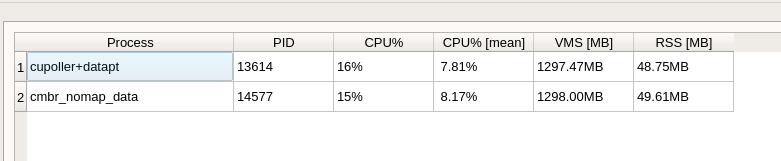 Process PID CPU% CPU% [mean] VMS [MB] RSS [MB]
1 cupoller+datapt 13614 16% 7.81% 1297.47MB 48.75MB
2 cmbr_nomap_data 14577 15% 8.17% 1298.00MB 49.61MB